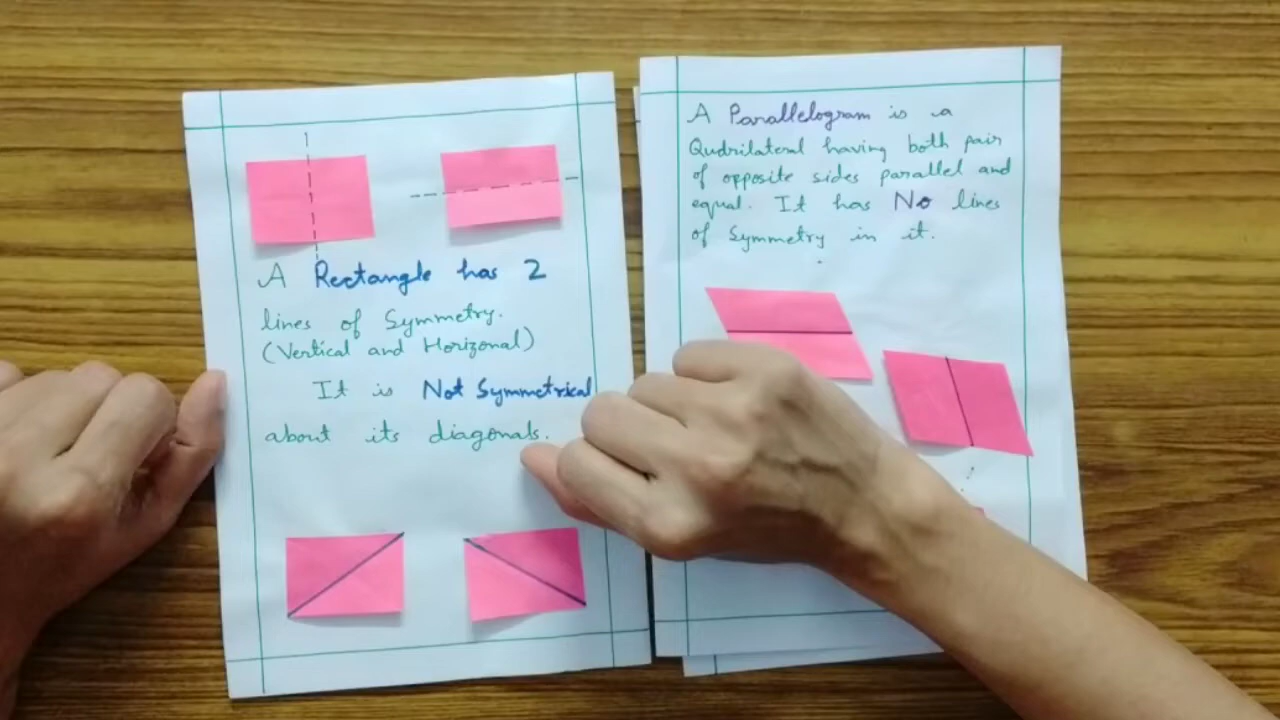 A Rectangle has 2
lines of Symmetry.
(Vertical and Horizonal)
It is Not Symmetrical
about its diagonals.
A Parallelogram is a
Qudrilateral having both pair
of opposite sides parallel and
equal. It has No lines
of Symmetry in it.